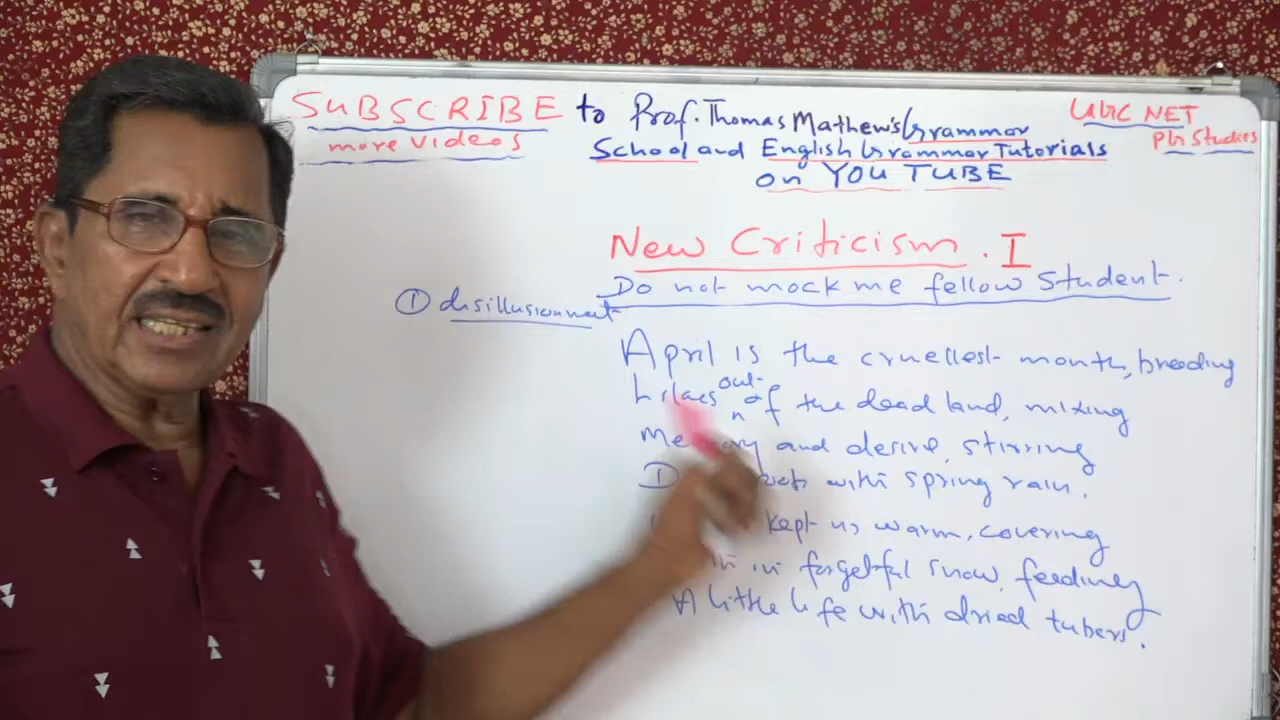 SUBSCRIBE to Prof. Thomas Mathew's Grammar
more videos
School and English Grammar Tutorials
on YOU TUBE
UGC NET
Ph Studies
New Criticism. I
Do not mock me fellow Student.
① disillusionment
April is the cruellest month, breeding
Lilacs out of the dead land, mixing
and desire, stirring
with spring rain.
kept us warm, covering
in forgetful snow, feeding
A little life with dried tubers.